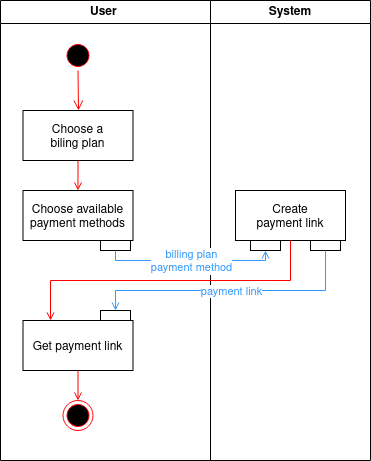 User
System
Choose a
biling plan
Choose available
payment methods
Create
payment link
billing plan
payment method
payment link
Get payment link